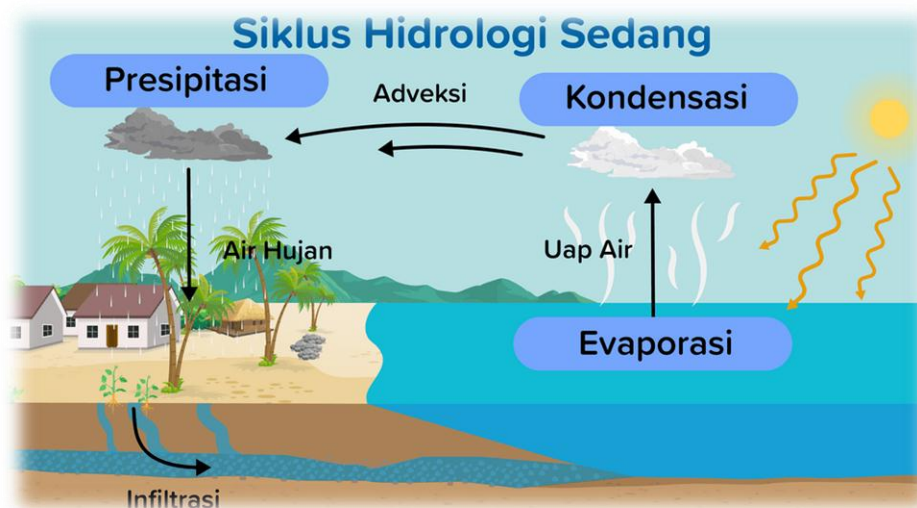 Siklus Hidrologi Sedang
Presipitasi
Adveksi
Kondensasi
Air Hujan
Uap Air
Evaporasi
Infiltrasi